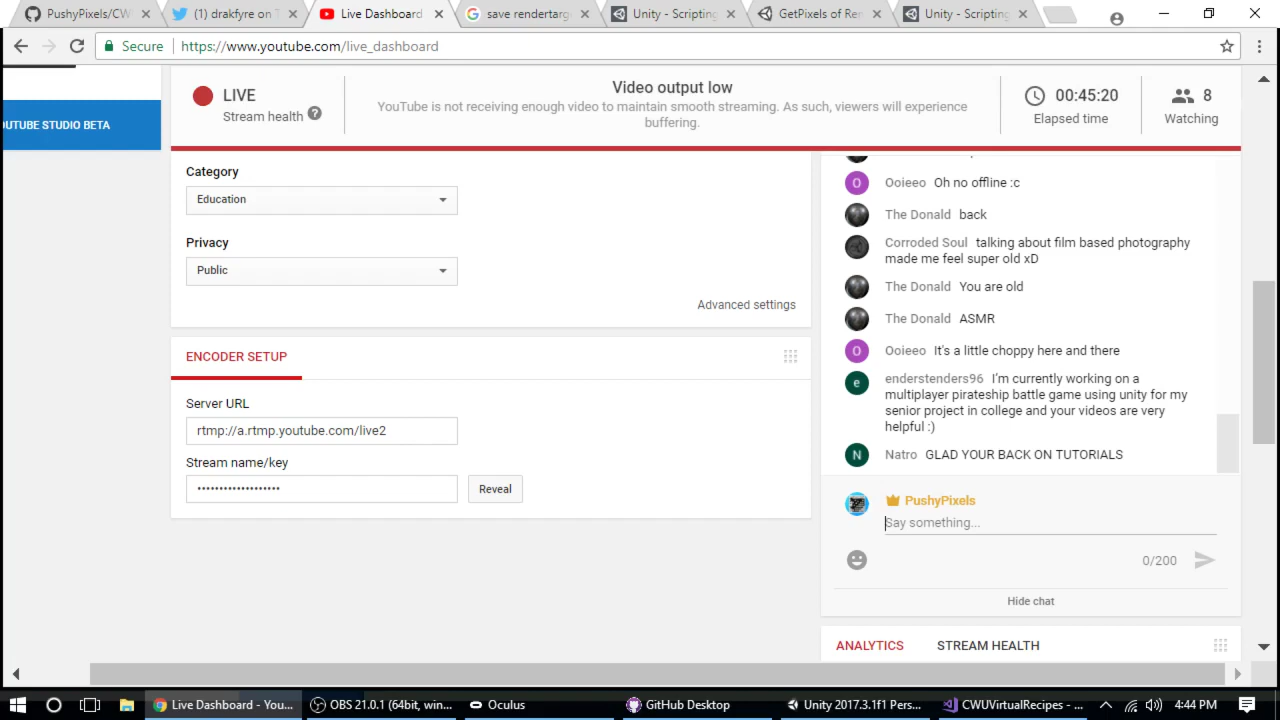 PushyPixels/CW
(1) drakfyre on T
Live Dashboard
save rendertarg
Unity - Scripting
GetPixels of Ren
Unity - Scripting
Secure
https://www.youtube.com/live_dashboard
OUTUBE STUDIO BETA
LIVE
Stream health ?
Video output low
YouTube is not receiving enough video to maintain smooth streaming. As such, viewers will experience
buffering.
00:45:20
Elapsed time
8
Watching
Category
Education
Privacy
Public
Advanced settings
ENCODER SETUP
Server URL
rtmp://a.rtmp.youtube.com/live2
Stream name/key
•••••••••••••••••••
Reveal
O
Ooieeo Oh no offline :c
The Donald back
Corroded Soul talking about film based photography
made me feel super old xD
The Donald You are old
The Donald ASMR
O
Ooieeo It's a little choppy here and there
e
enderstenders96 I'm currently working on a
multiplayer pirateship battle game using unity for my
senior project in college and your videos are very
helpful :)
N
Natro GLAD YOUR BACK ON TUTORIALS
PushyPixels
Say something...
0/200
Hide chat
ANALYTICS
STREAM HEALTH
Live Dashboard - You...
OBS 21.0.1 (64bit, win...
Oculus
GitHub Desktop
Unity 2017.3.1f1 Pers...
CWUVirtualRecipes - ...
4:44 PM